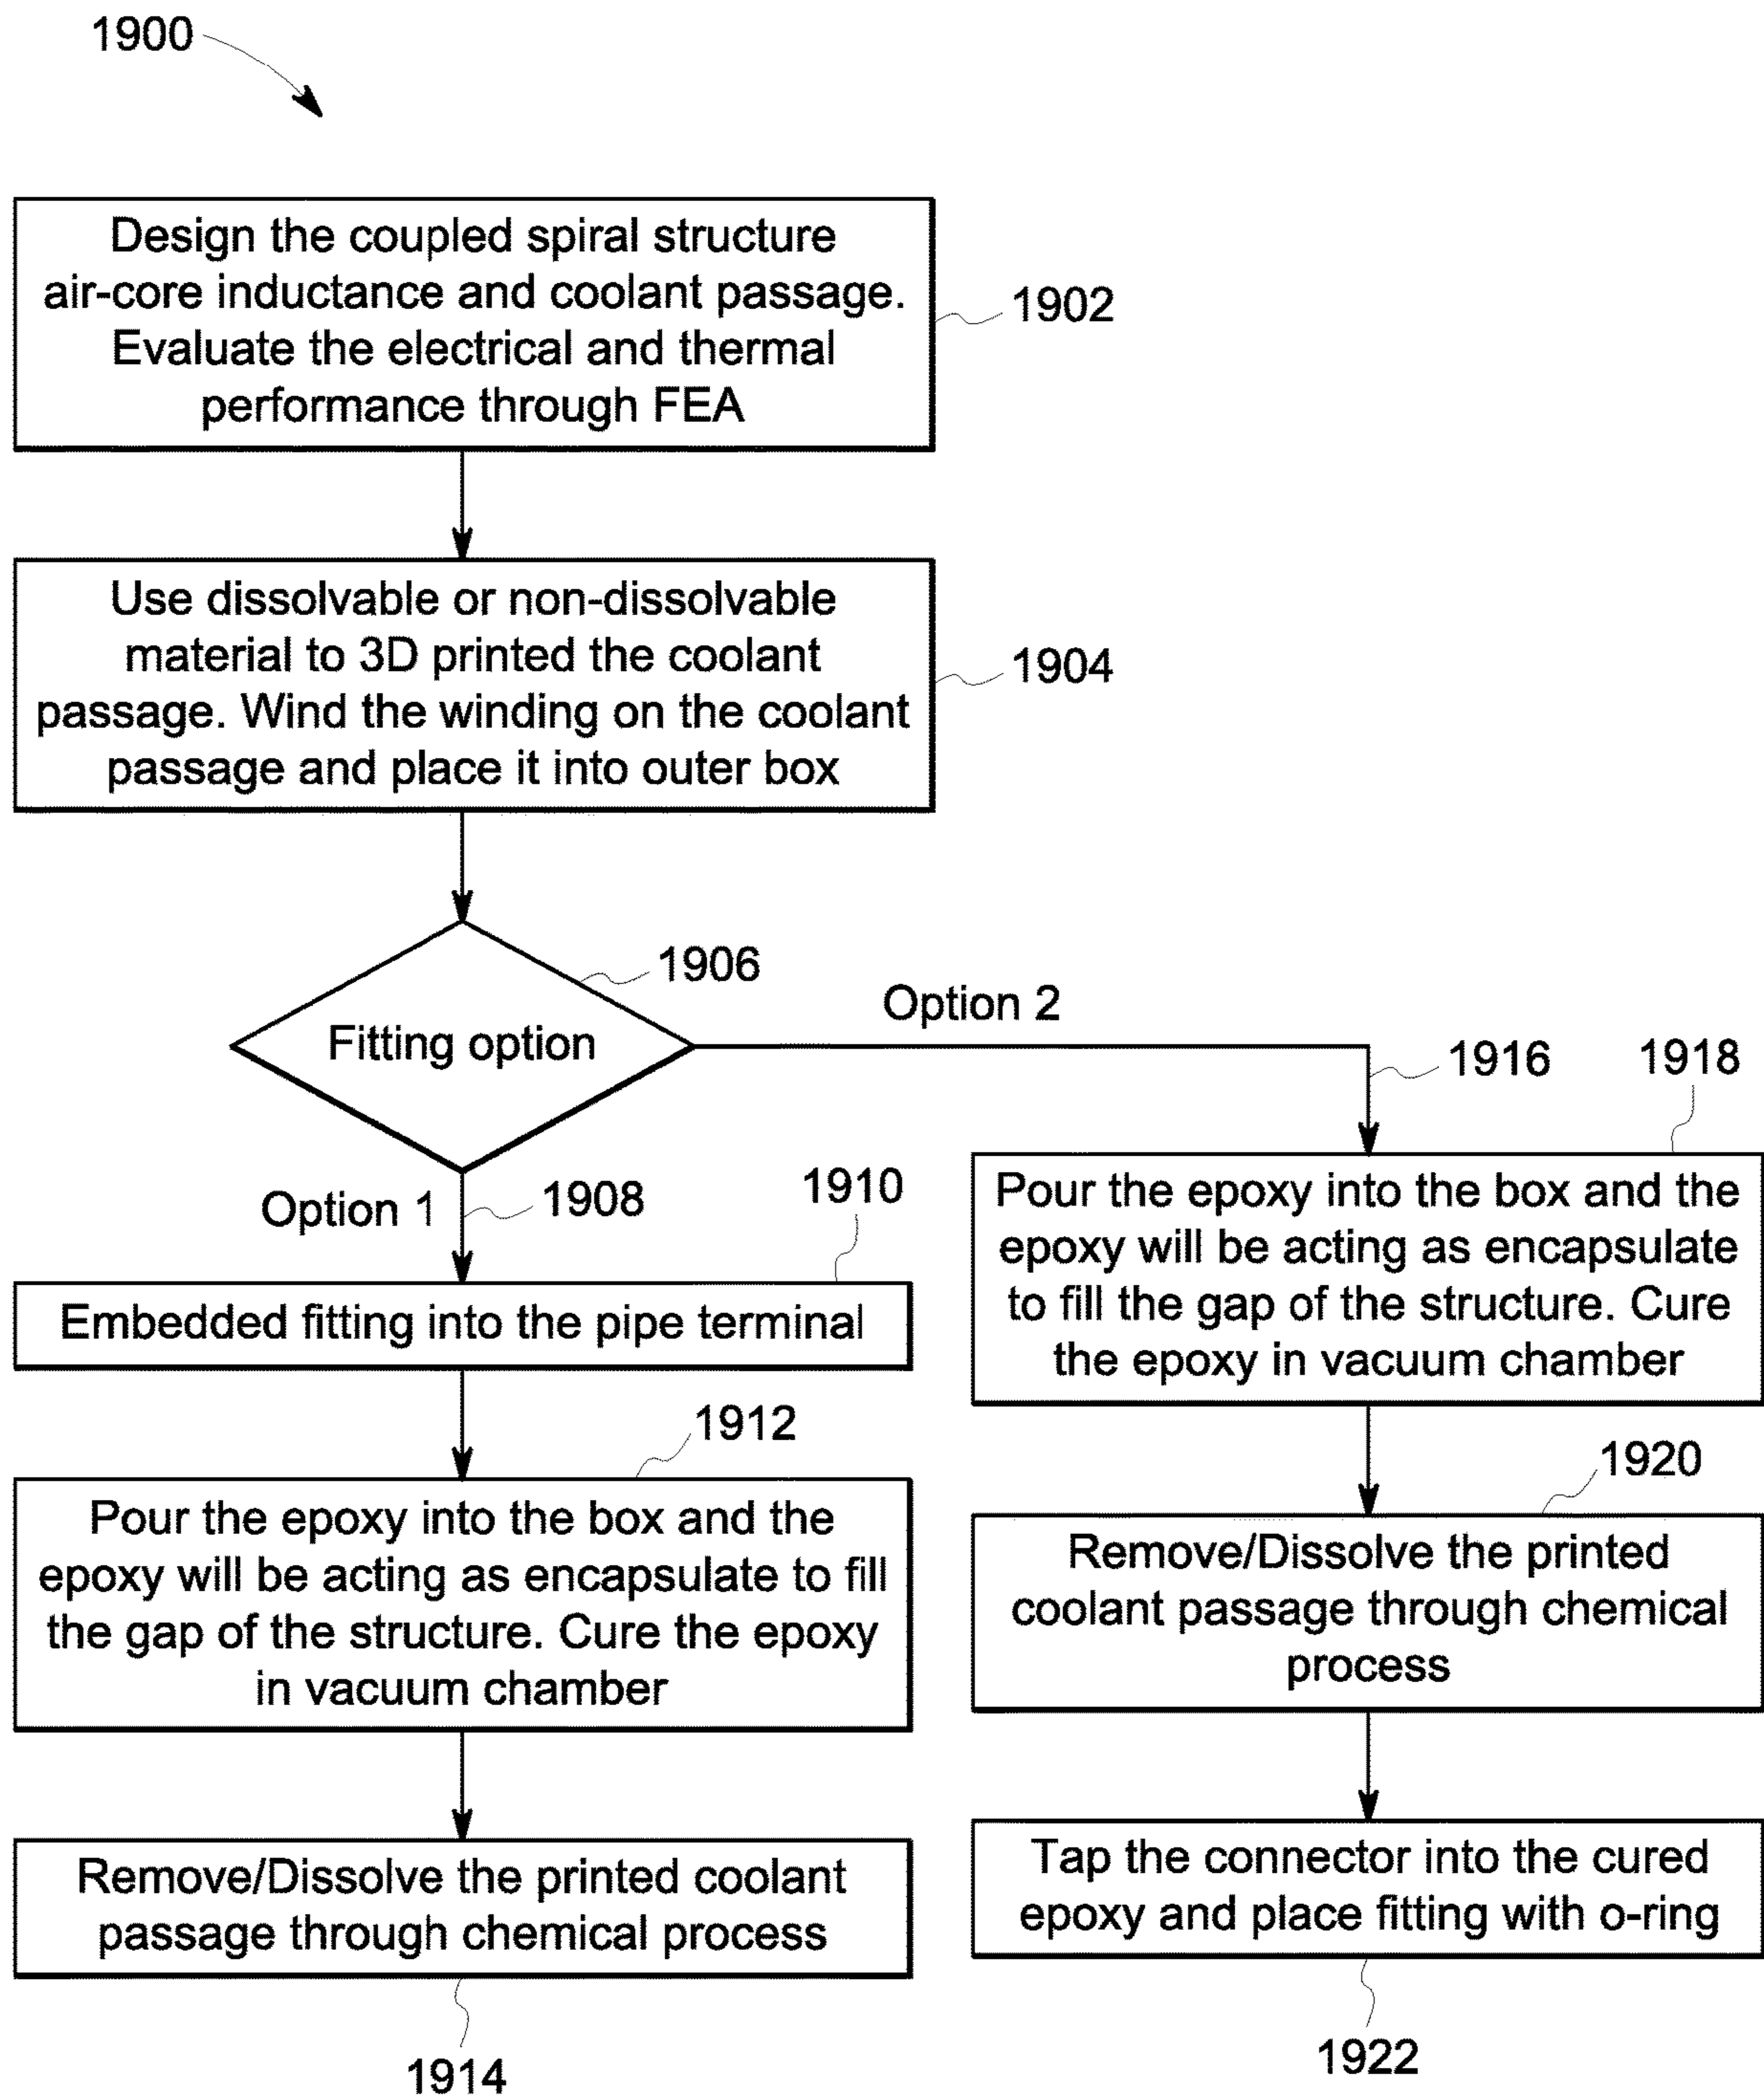 1900
Design the coupled spiral structure
air-core inductance and coolant passage.
Evaluate the electrical and thermal
performance through FEA
1902
Use dissolvable or non-dissolvable
material to 3D printed the coolant
passage. Wind the winding on the coolant
passage and place it into outer box
1904
1906
Fitting option
Option 2
1916
1918
Option 1
1908
1910
Embedded fitting into the pipe terminal
1912
Pour the epoxy into the box and the
epoxy will be acting as encapsulate to fill
the gap of the structure. Cure the epoxy
in vacuum chamber
Remove/Dissolve the printed coolant
passage through chemical process
1914
Pour the epoxy into the box and the
epoxy will be acting as encapsulate
to fill the gap of the structure. Cure
the epoxy in vacuum chamber
1920
Remove/Dissolve the printed
coolant passage through chemical
process
Tap the connector into the cured
epoxy and place fitting with o-ring
1922